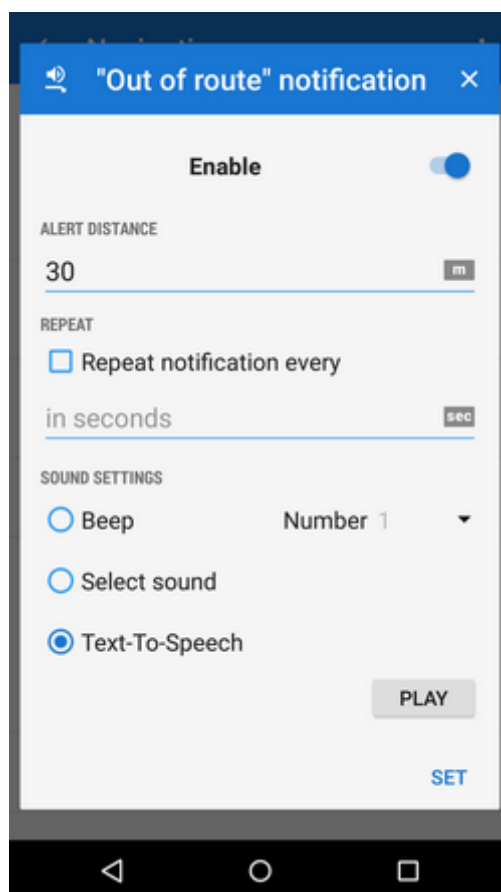 "Out of route" notification
Enable
ALERT DISTANCE
30 m
REPEAT
Repeat notification every
in seconds sec
SOUND SETTINGS
Beep Number 1
Select sound
Text-To-Speech
PLAY
SET